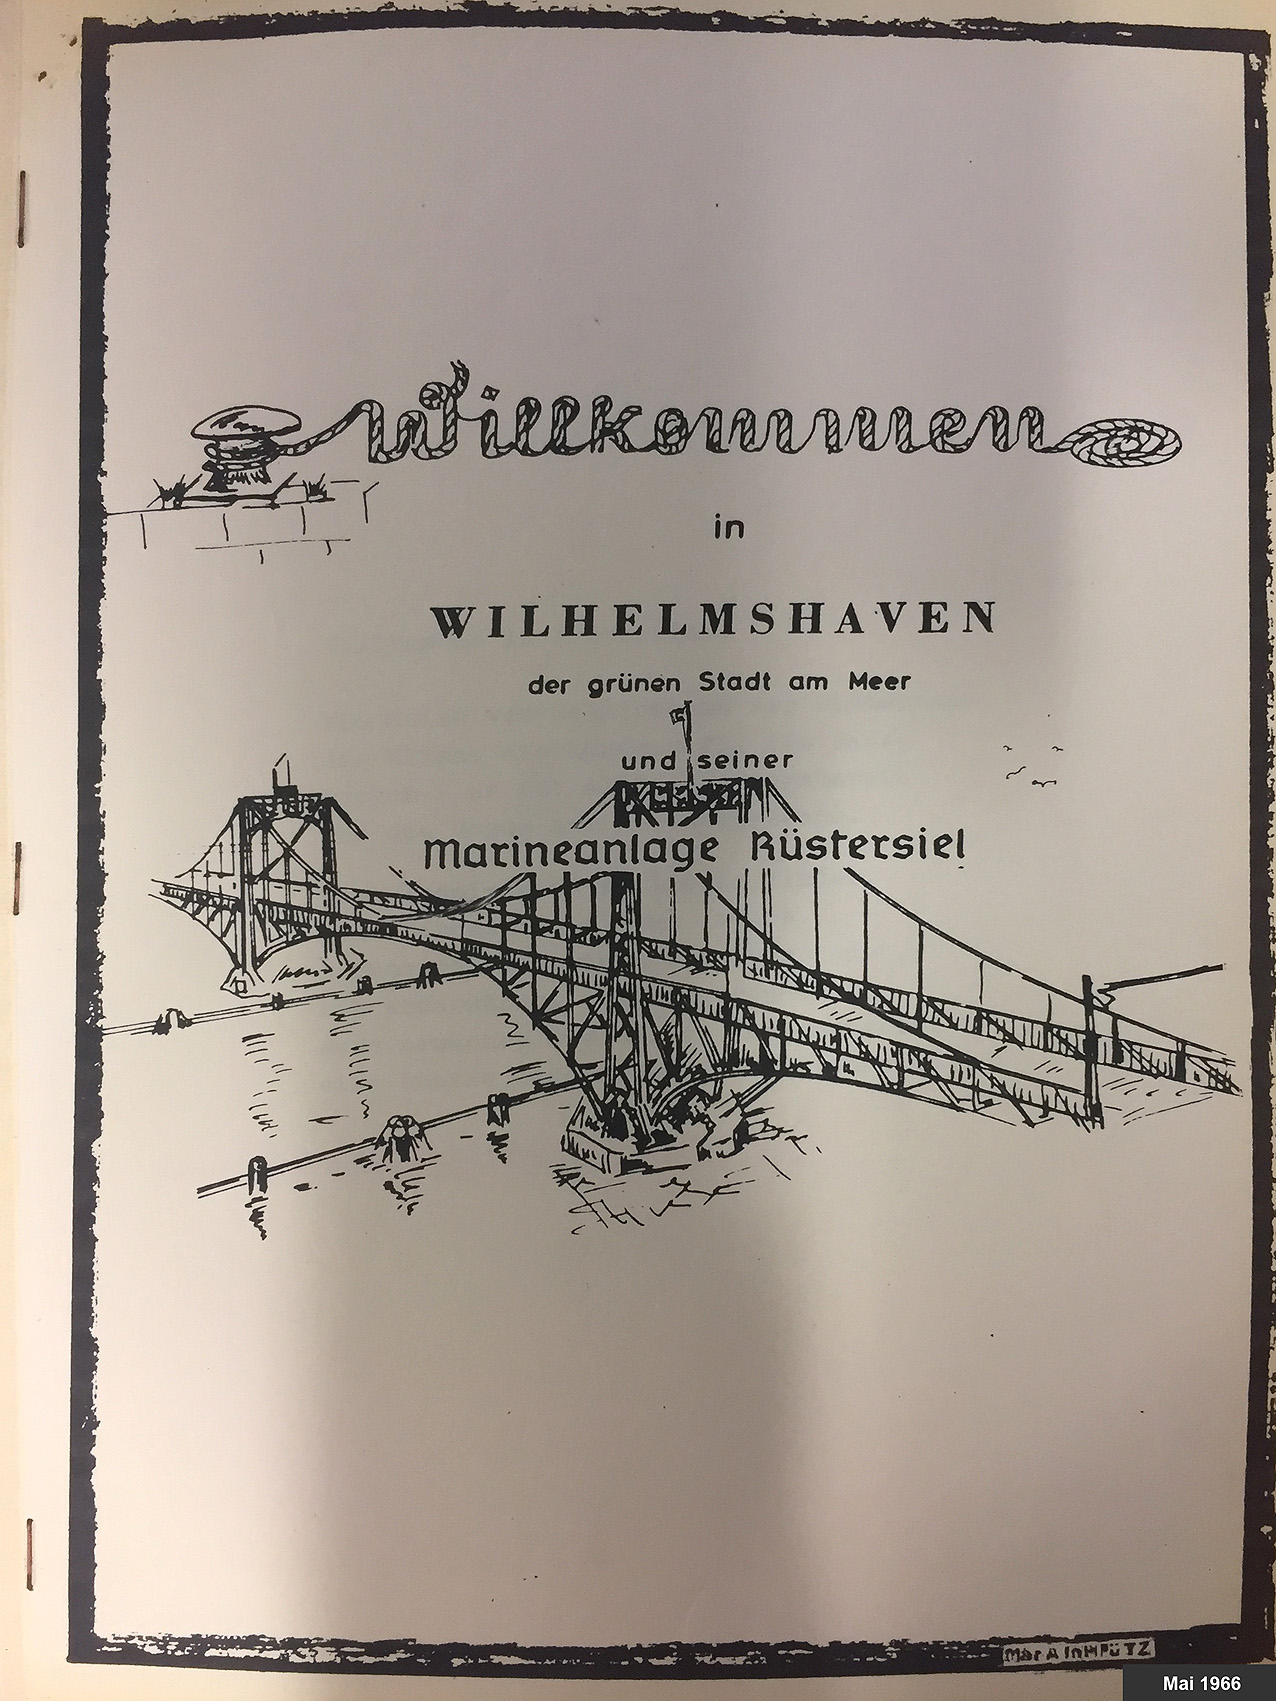 Willkommen
in
WILHELMSHAVEN
der grünen Stadt am Meer
und seiner
Marineanlage Rüstersiel
Mai 1966